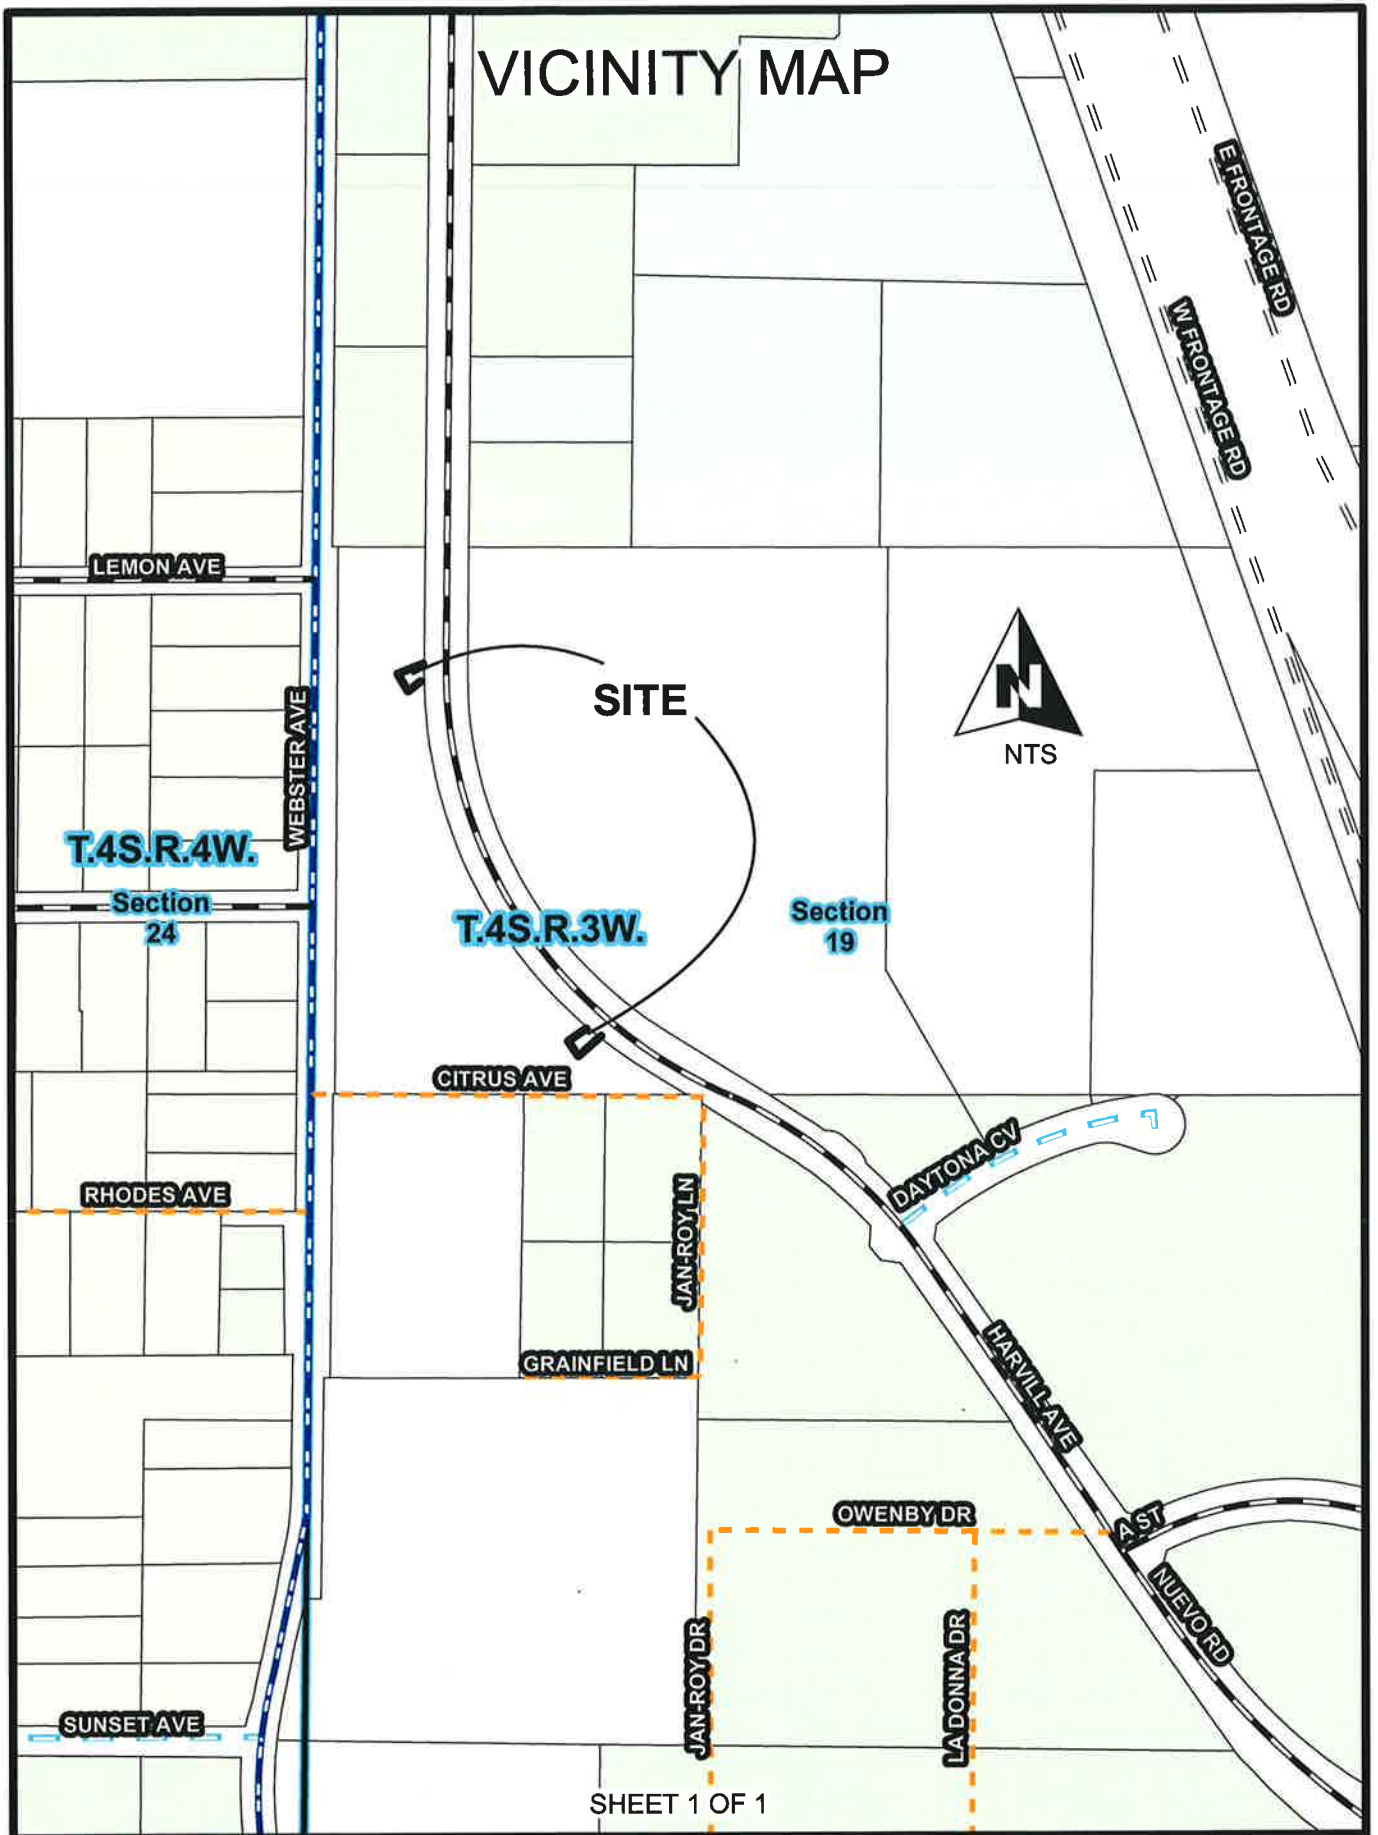 VICINITY MAP
E FRONTAGE RD
W FRONTAGE RD
LEMON AVE
WEBSTER AVE
SITE
N
NTS
T.4S.R.4W.
Section
24
T.4S.R.3W.
Section
19
CITRUS AVE
DAYTONA CV
RHODES AVE
JAN-ROY LN
GRAINFIELD LN
HARVILL AVE
OWENBY DR
A ST
NUEVO RD
JAN-ROY DR
LA DONNA DR
SUNSET AVE
SHEET 1 OF 1